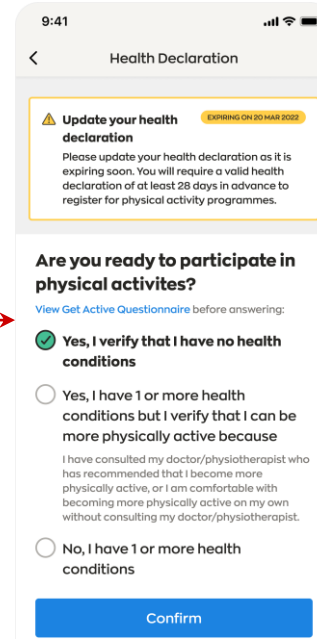 9:41
Health Declaration
Update your health
declaration
EXPIRING ON 20 MAR 2022
Please update your health declaration as it is
expiring soon. You will require a valid health
declaration of at least 28 days in advance to
register for physical activity programmes.
Are you ready to participate in
physical activites?
View Get Active Questionnaire before answering:
Yes, I verify that I have no health
conditions
Yes, I have 1 or more health
conditions but I verify that I can be
more physically active because
I have consulted my doctor/physiotherapist who
has recommended that I become more
physically active, or I am comfortable with
becoming more physically active on my own
without consulting my doctor/physiotherapist.
No, I have 1 or more health
conditions
Confirm